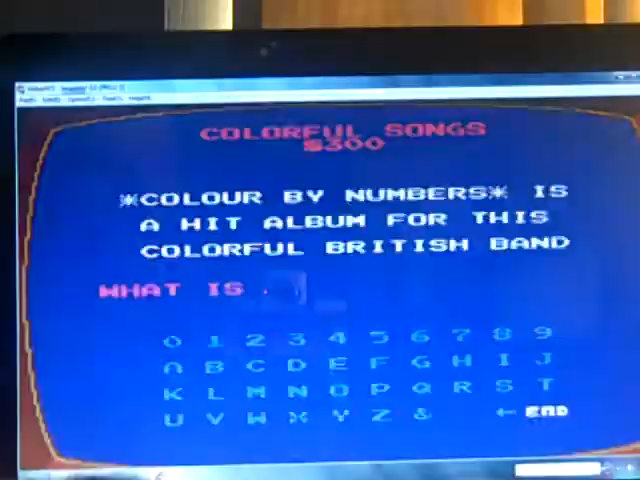 COLORFUL SONGS
$300
*COLOUR BY NUMBERS* IS
A HIT ALBUM FOR THIS
COLORFUL BRITISH BAND
WHAT IS .
0 1 2 3 4 5 6 7 8 9
A B C D E F G H I J
K L M N O P Q R S T
U V W X Y Z & ← END